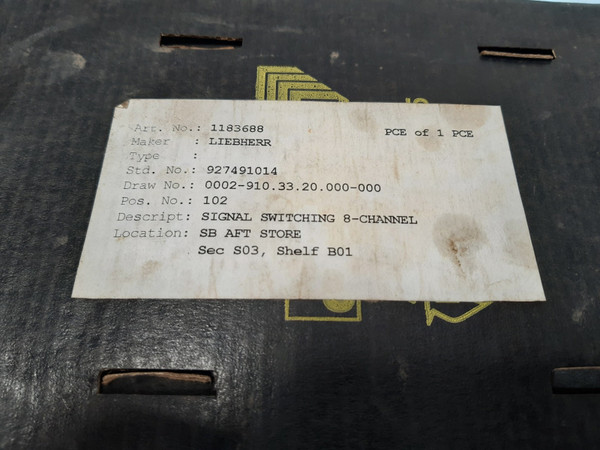 Art. No.: 1183688 PCE of 1 PCE
Maker : LIEBHERR
Type :
Std. No.: 927491014
Draw No.: 0002-910.33.20.000-000
Pos. No.: 102
Descript: SIGNAL SWITCHING 8-CHANNEL
Location: SB AFT STORE
Sec S03, Shelf B01